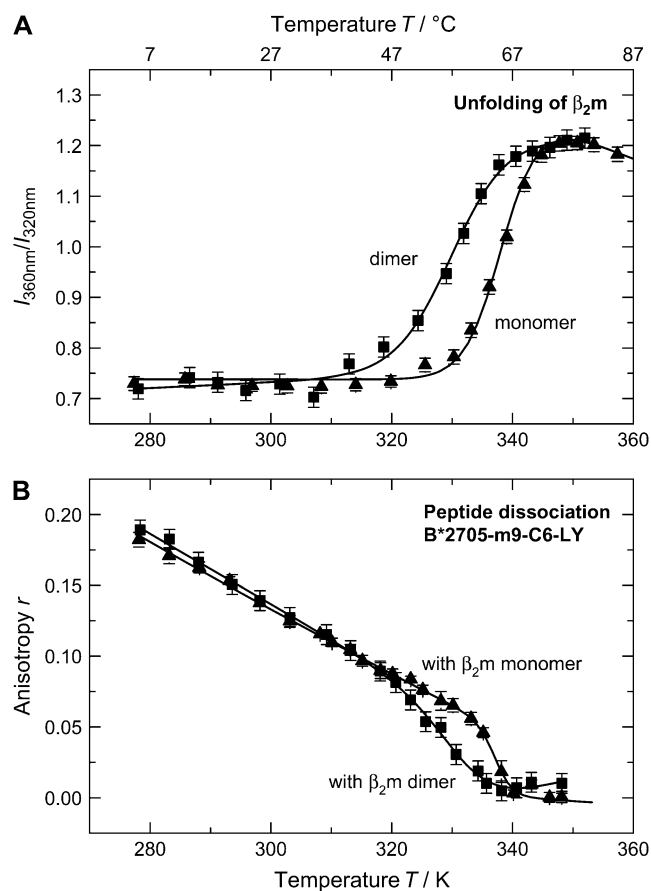 A
Temperature T / °C
7 27 47 67 87
Unfolding of β₂m
1.3
1.2
1.1
1.0
0.9
0.8
0.7
I360nm/I320nm
dimer
monomer
280 300 320 340 360
B
Peptide dissociation
B*2705-m9-C6-LY
0.20
0.15
0.10
0.05
0.00
Anisotropy r
with β₂m monomer
with β₂m dimer
280 300 320 340 360
Temperature T / K